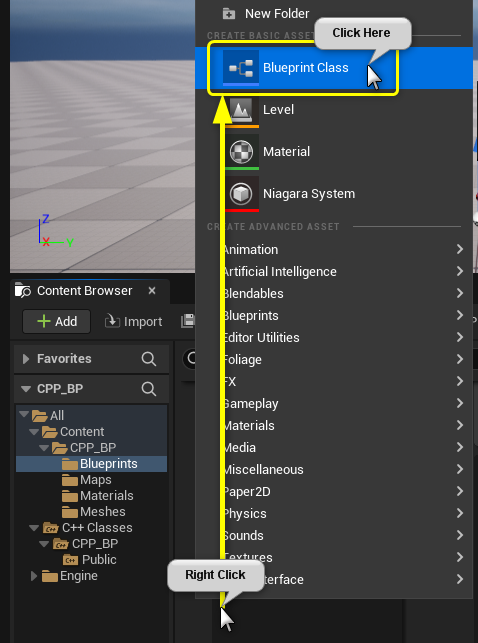 New Folder
CREATE BASIC ASSE
Click Here
Blueprint Class
Level
Material
Niagara System
CREATE ADVANCED ASSET
Animation
Artificial Intelligence
Blendables
Blueprints
Editor Utilities
Foliage
FX
Gameplay
Materials
Media
Miscellaneous
Paper2D
Physics
Sounds
Textures
terface
Z
X
Y
Content Browser
Add
Import
Favorites
CPP_BP
All
Content
CPP_BP
Blueprints
Maps
Materials
Meshes
C++ Classes
CPP_BP
Public
Engine
Right Click